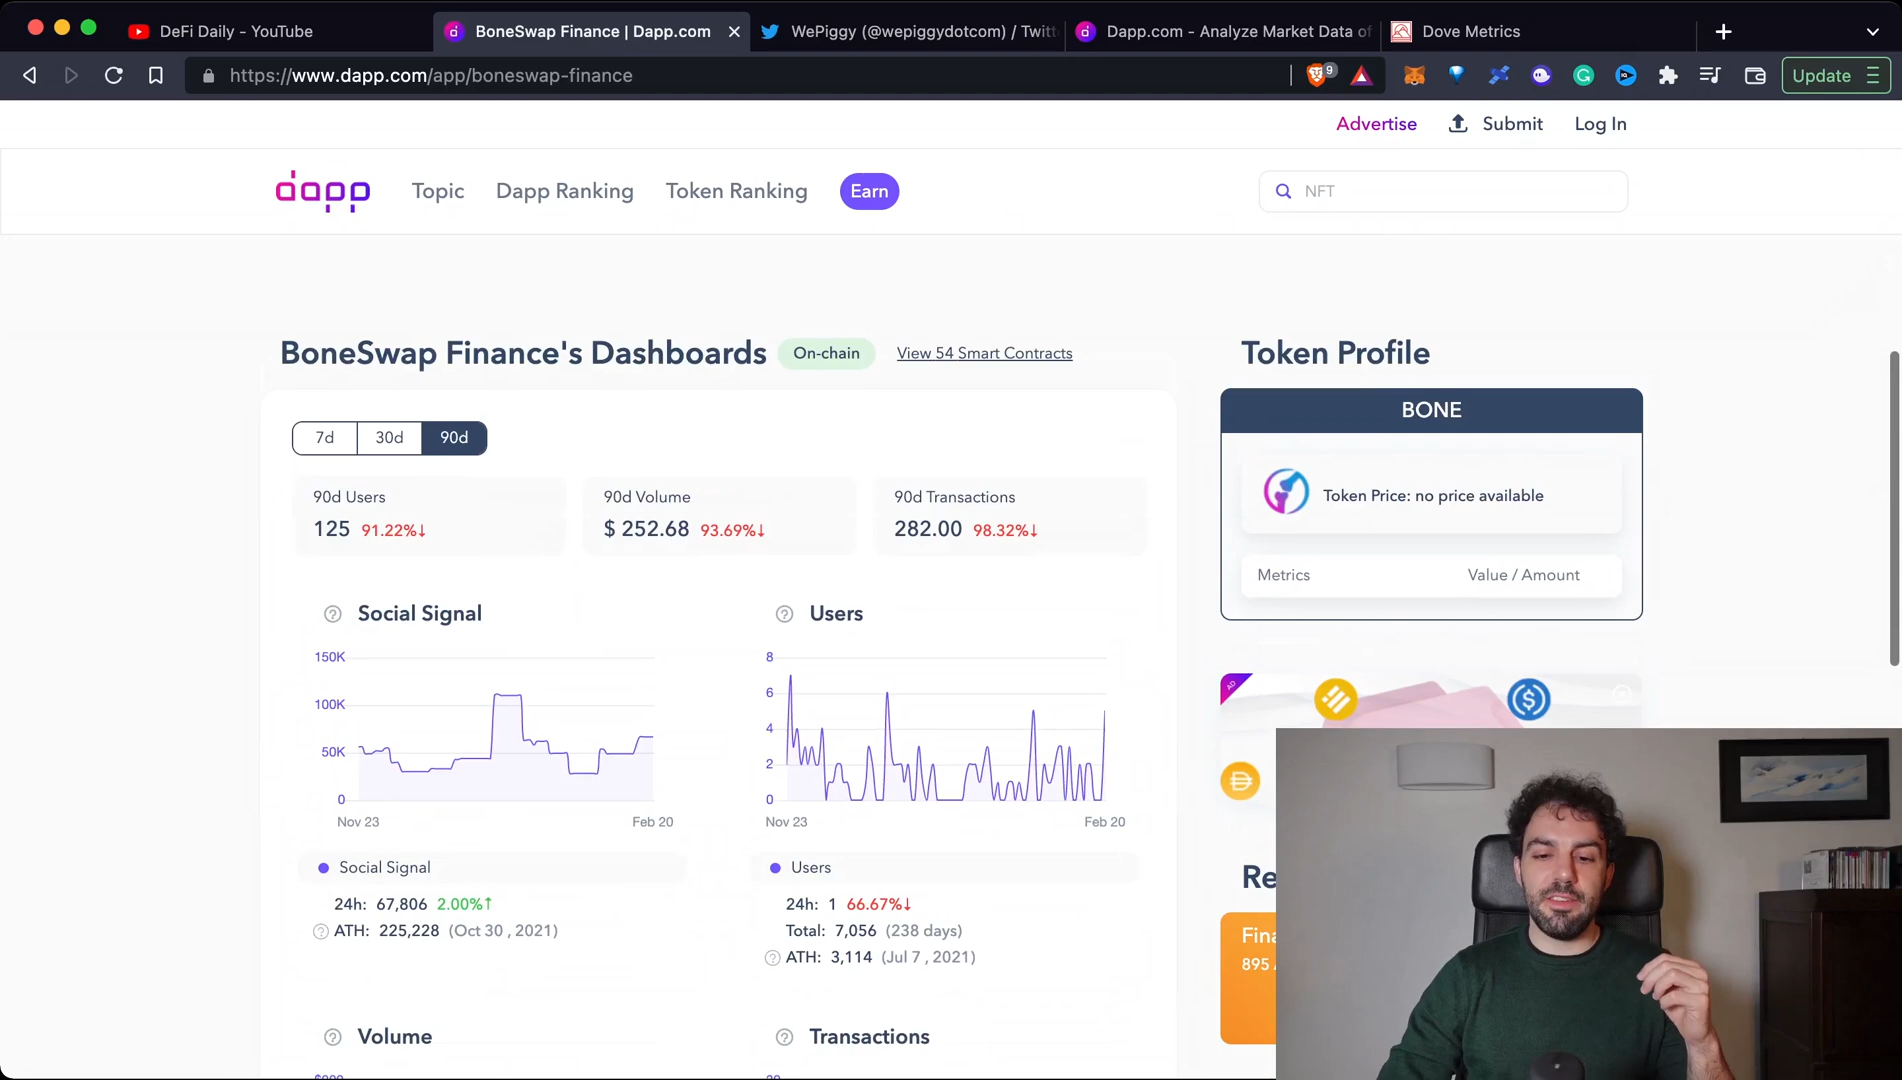 DeFi Daily - YouTube
BoneSwap Finance | Dapp.com
WePiggy (@wepiggydotcom) / Twitt
Dapp.com - Analyze Market Data of
Dove Metrics
https://www.dapp.com/app/boneswap-finance
9
Update
Advertise
Submit
Log In
dapp
Topic
Dapp Ranking
Token Ranking
Earn
NFT
BoneSwap Finance's Dashboards
On-chain
View 54 Smart Contracts
Token Profile
BONE
Token Price: no price available
Metrics
Value / Amount
7d
30d
90d
90d Users
125 91.22%↓
90d Volume
$ 252.68 93.69%↓
90d Transactions
282.00 98.32%↓
Social Signal
150K
100K
50K
0
Nov 23
Feb 20
Social Signal
24h: 67,806 2.00%↑
ATH: 225,228 (Oct 30 , 2021)
Users
8
6
4
2
0
Nov 23
Feb 20
Users
24h: 1 66.67%↓
Total: 7,056 (238 days)
ATH: 3,114 (Jul 7 , 2021)
AD
Re
Fina
895
Volume
Transactions